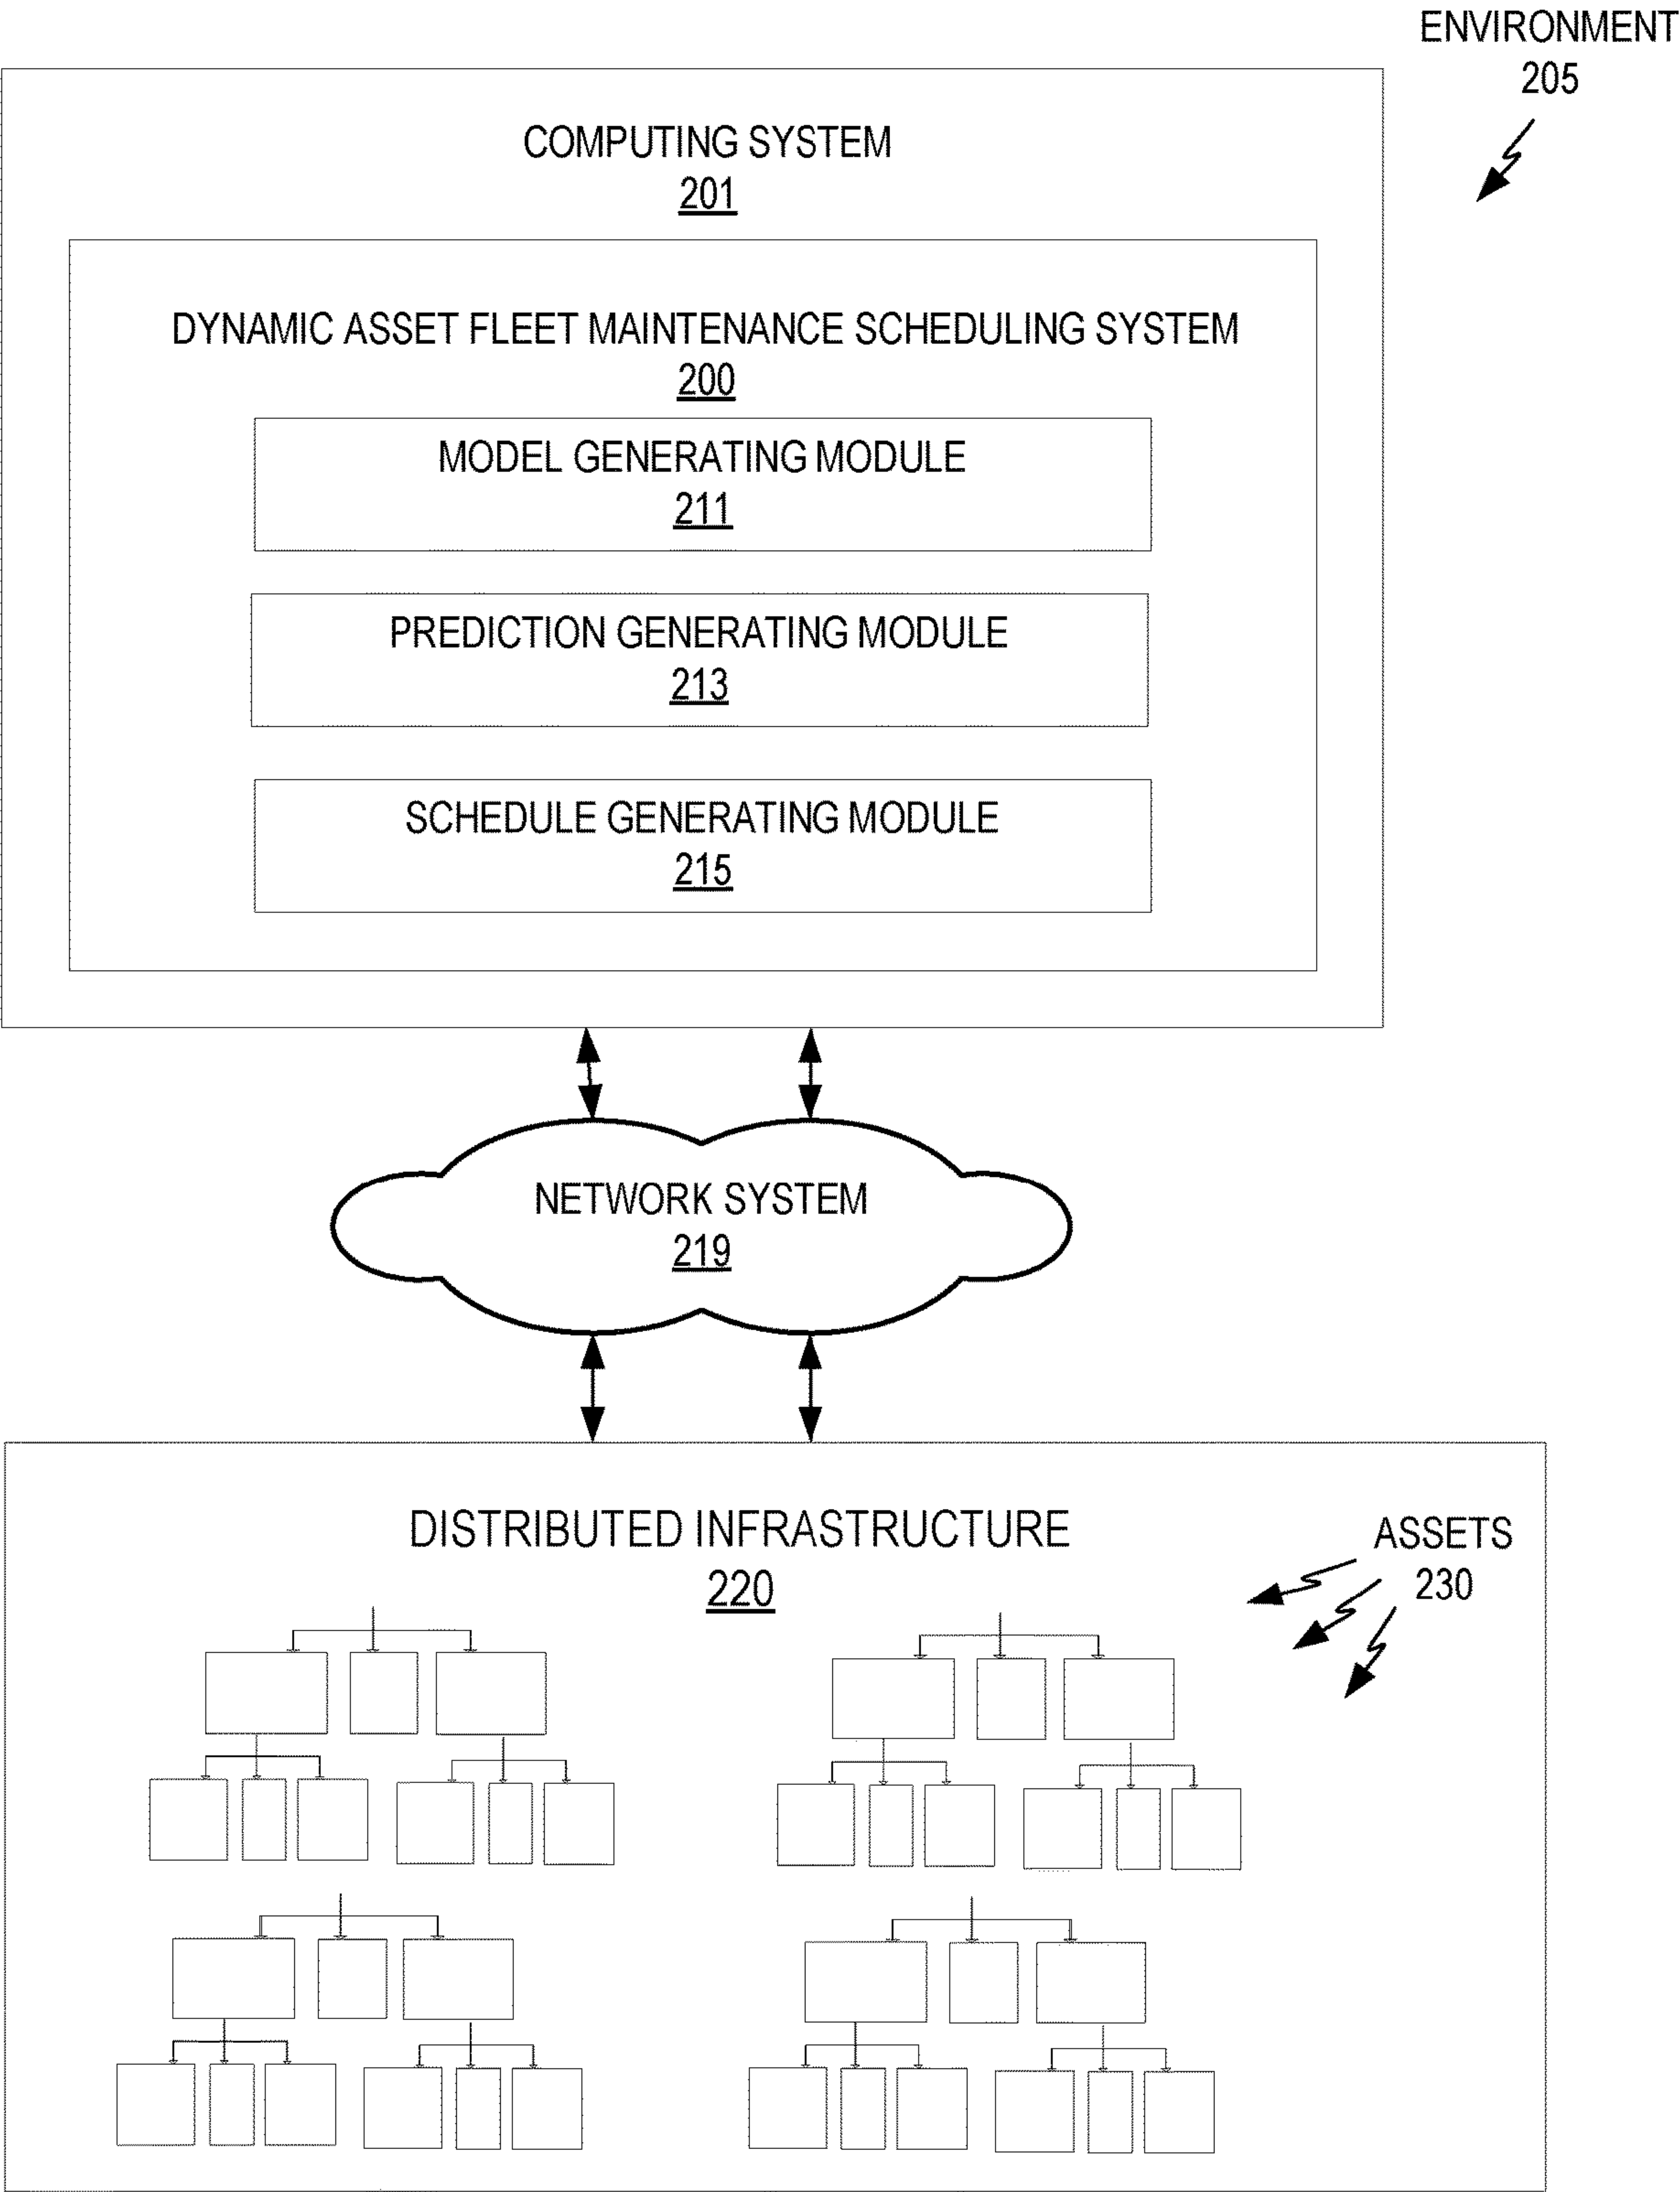 ENVIRONMENT
205
COMPUTING SYSTEM
201
DYNAMIC ASSET FLEET MAINTENANCE SCHEDULING SYSTEM
200
MODEL GENERATING MODULE
211
PREDICTION GENERATING MODULE
213
SCHEDULE GENERATING MODULE
215
NETWORK SYSTEM
219
DISTRIBUTED INFRASTRUCTURE
220
ASSETS
230